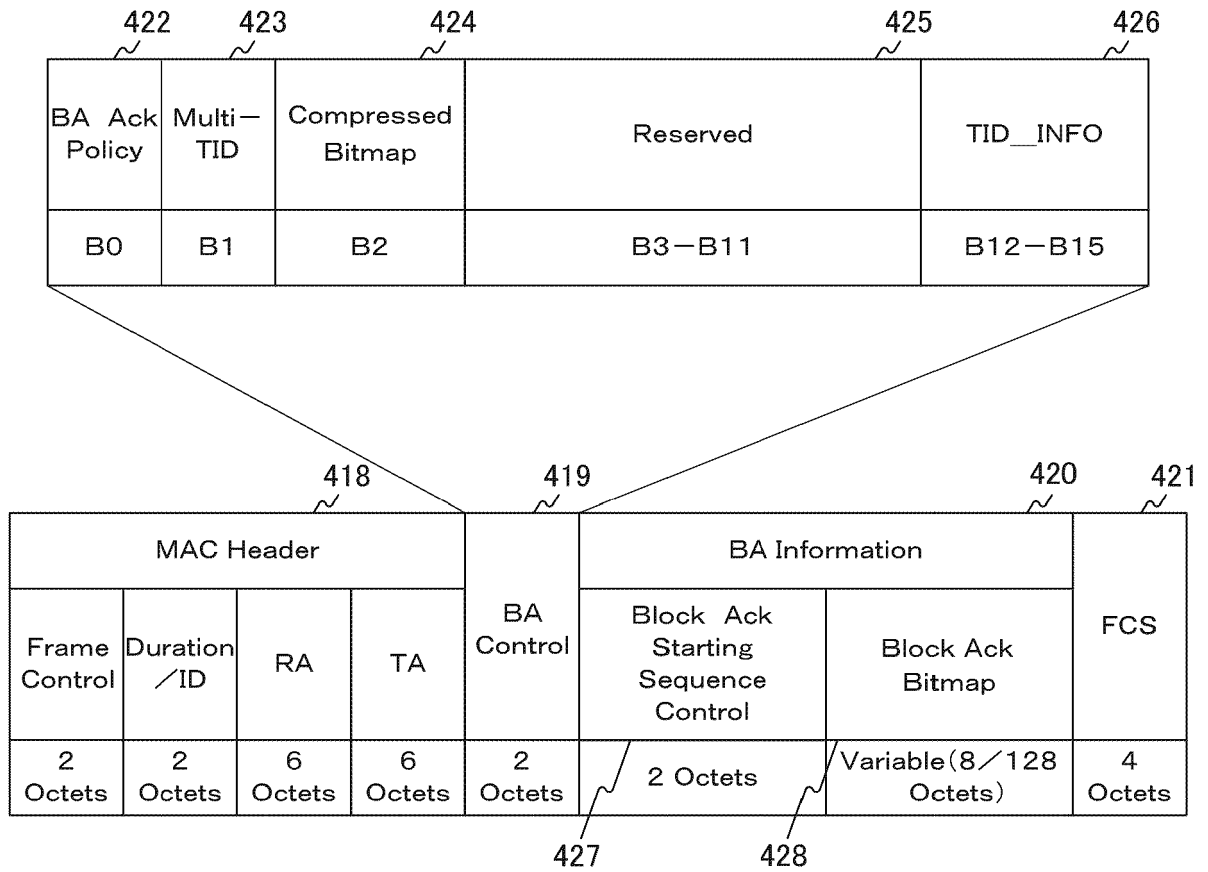 422 423 424 425 426
BA Ack Policy Multi－TID Compressed Bitmap Reserved TID__INFO
B0 B1 B2 B3－B11 B12－B15
418 419 420 421
MAC Header BA Control BA Information FCS
Frame Control Duration／ID RA TA Block Ack Starting Sequence Control Block Ack Bitmap
2 Octets 2 Octets 6 Octets 6 Octets 2 Octets 2 Octets Variable(8／128 Octets) 4 Octets
427 428